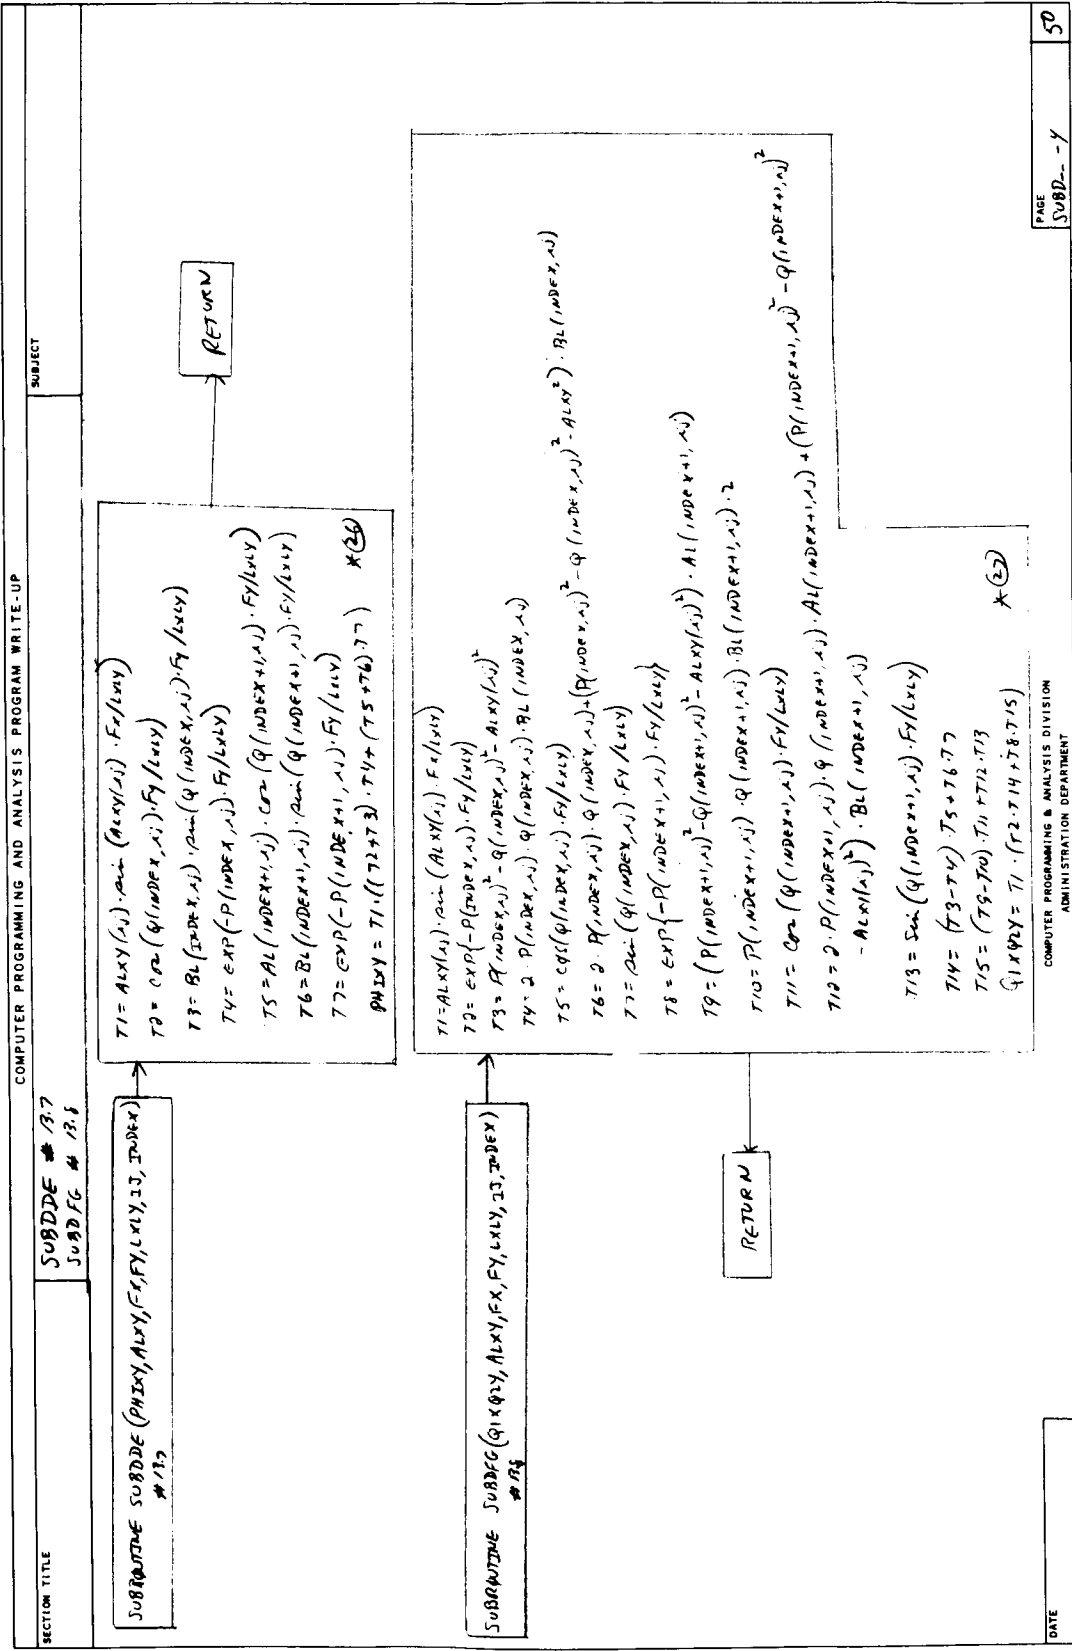 COMPUTER PROGRAMMING AND ANALYSIS PROGRAM WRITE-UP
SECTION TITLE
SUBDDE # 13.7
SUBDFG # 13.8
SUBJECT
SUBROUTINE SUBDDE (PHIXY, ALXY, FX, FY, LXLY, IJ, INDEX)
# 13.7
T1 = ALXY(ij)·sin(ALXY(ij)·FX/LXLY)
T2 = cos(Q(INDEX,ij)·FY/LXLY)
T3 = BL(INDEX,ij)·sin(Q(INDEX,ij)·FY/LXLY)
T4 = EXP(-P(INDEX,ij)·FY/LXLY)
T5 = AL(INDEX+1,ij)·cos(Q(INDEX+1,ij)·FY/LXLY)
T6 = BL(INDEX+1,ij)·sin(Q(INDEX+1,ij)·FY/LXLY)
T7 = EXP(-P(INDEX+1,ij)·FY/LXLY)
PHIXY = T1·((T2+T3)·T4+(T5+T6)·T7) *(26)
RETURN
SUBROUTINE SUBDFG(Q1XQ2Y, ALXY, FX, FY, LXLY, IJ, INDEX)
# 13.8
T1 = ALXY(ij)·sin(ALXY(ij)·FX/LXLY)
T2 = EXP{-P(INDEX,ij)·FY/LXLY}
T3 = P(INDEX,ij)² - Q(INDEX,ij)² - ALXY(ij)²
T4 = 2·P(INDEX,ij)·Q(INDEX,ij)·BL(INDEX,ij)
T5 = cos(Q(INDEX,ij)·FY/LXLY)
T6 = 2·P(INDEX,ij)·Q(INDEX,ij)+(P(INDEX,ij)² - Q(INDEX,ij)² - ALXY²)·BL(INDEX,ij)
T7 = sin(Q(INDEX,ij)·FY/LXLY)
T8 = EXP{-P(INDEX+1,ij)·FY/LXLY}
T9 = (P(INDEX+1,ij)² - Q(INDEX+1,ij)² - ALXY(ij)²)·AL(INDEX+1,ij)
T10 = P(INDEX+1,ij)·Q(INDEX+1,ij)·BL(INDEX+1,ij)·2
T11 = cos(Q(INDEX+1,ij)·FY/LXLY)
T12 = 2·P(INDEX+1,ij)·Q(INDEX+1,ij)·AL(INDEX+1,ij)+(P(INDEX+1,ij)² - Q(INDEX+1,ij)²
- ALXY(ij)²)·BL(INDEX+1,ij)
T13 = Sin(Q(INDEX+1,ij)·FY/LXLY)
T14 = (T3-T4)·T5+T6·T7
T15 = (T9-T10)·T11+T12·T13
Q1XQ2Y = T1·(T2·T14+T8·T15) *(27)
RETURN
DATE
COMPUTER PROGRAMMING & ANALYSIS DIVISION
ADMINISTRATION DEPARTMENT
PAGE
SUBD-- -4
50